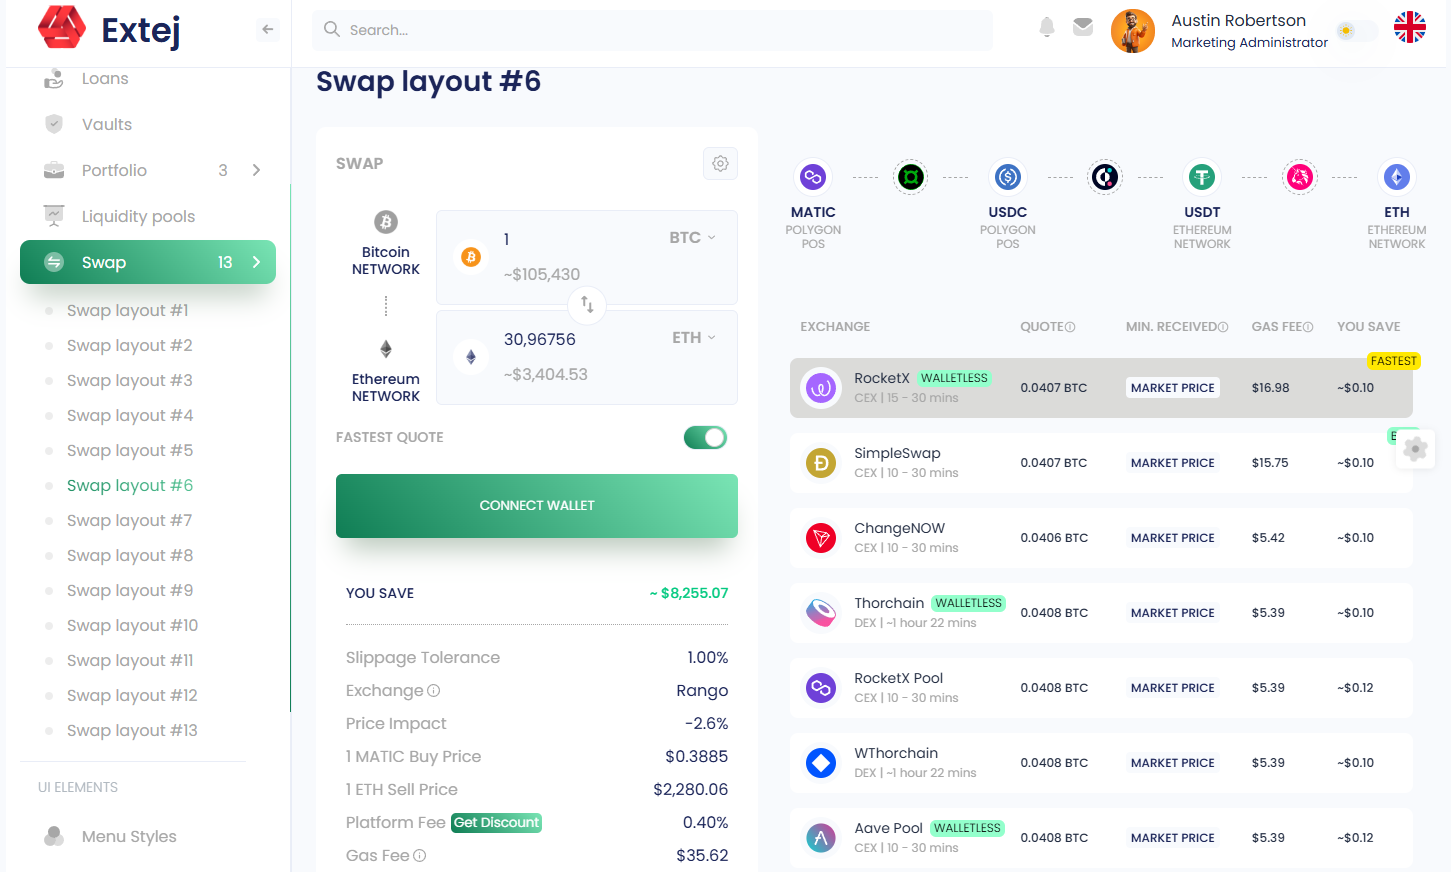 Extej
Search...
Austin Robertson
Marketing Administrator
Loans
Vaults
Portfolio 3
Liquidity pools
Swap 13
Swap layout #1
Swap layout #2
Swap layout #3
Swap layout #4
Swap layout #5
Swap layout #6
Swap layout #7
Swap layout #8
Swap layout #9
Swap layout #10
Swap layout #11
Swap layout #12
Swap layout #13
UI ELEMENTS
Menu Styles
Swap layout #6
SWAP
Bitcoin
NETWORK
1
BTC
~$105,430
30,96756
ETH
~$3,404.53
Ethereum
NETWORK
FASTEST QUOTE
CONNECT WALLET
YOU SAVE ~ $8,255.07
Slippage Tolerance 1.00%
Exchange Rango
Price Impact -2.6%
1 MATIC Buy Price $0.3885
1 ETH Sell Price $2,280.06
Platform Fee Get Discount 0.40%
Gas Fee $35.62
MATIC
POLYGON
POS
USDC
POLYGON
POS
USDT
ETHEREUM
NETWORK
ETH
ETHEREUM
NETWORK
EXCHANGE QUOTE MIN. RECEIVED GAS FEE YOU SAVE
FASTEST
RocketX WALLETLESS
CEX | 15 - 30 mins
0.0407 BTC MARKET PRICE $16.98 ~$0.10
SimpleSwap
CEX | 10 - 30 mins
0.0407 BTC MARKET PRICE $15.75 ~$0.10
ChangeNOW
CEX | 10 - 30 mins
0.0406 BTC MARKET PRICE $5.42 ~$0.10
Thorchain WALLETLESS
DEX | ~1 hour 22 mins
0.0408 BTC MARKET PRICE $5.39 ~$0.10
RocketX Pool
CEX | 10 - 30 mins
0.0408 BTC MARKET PRICE $5.39 ~$0.12
WThorchain
DEX | ~1 hour 22 mins
0.0408 BTC MARKET PRICE $5.39 ~$0.10
Aave Pool WALLETLESS
CEX | 10 - 30 mins
0.0408 BTC MARKET PRICE $5.39 ~$0.12